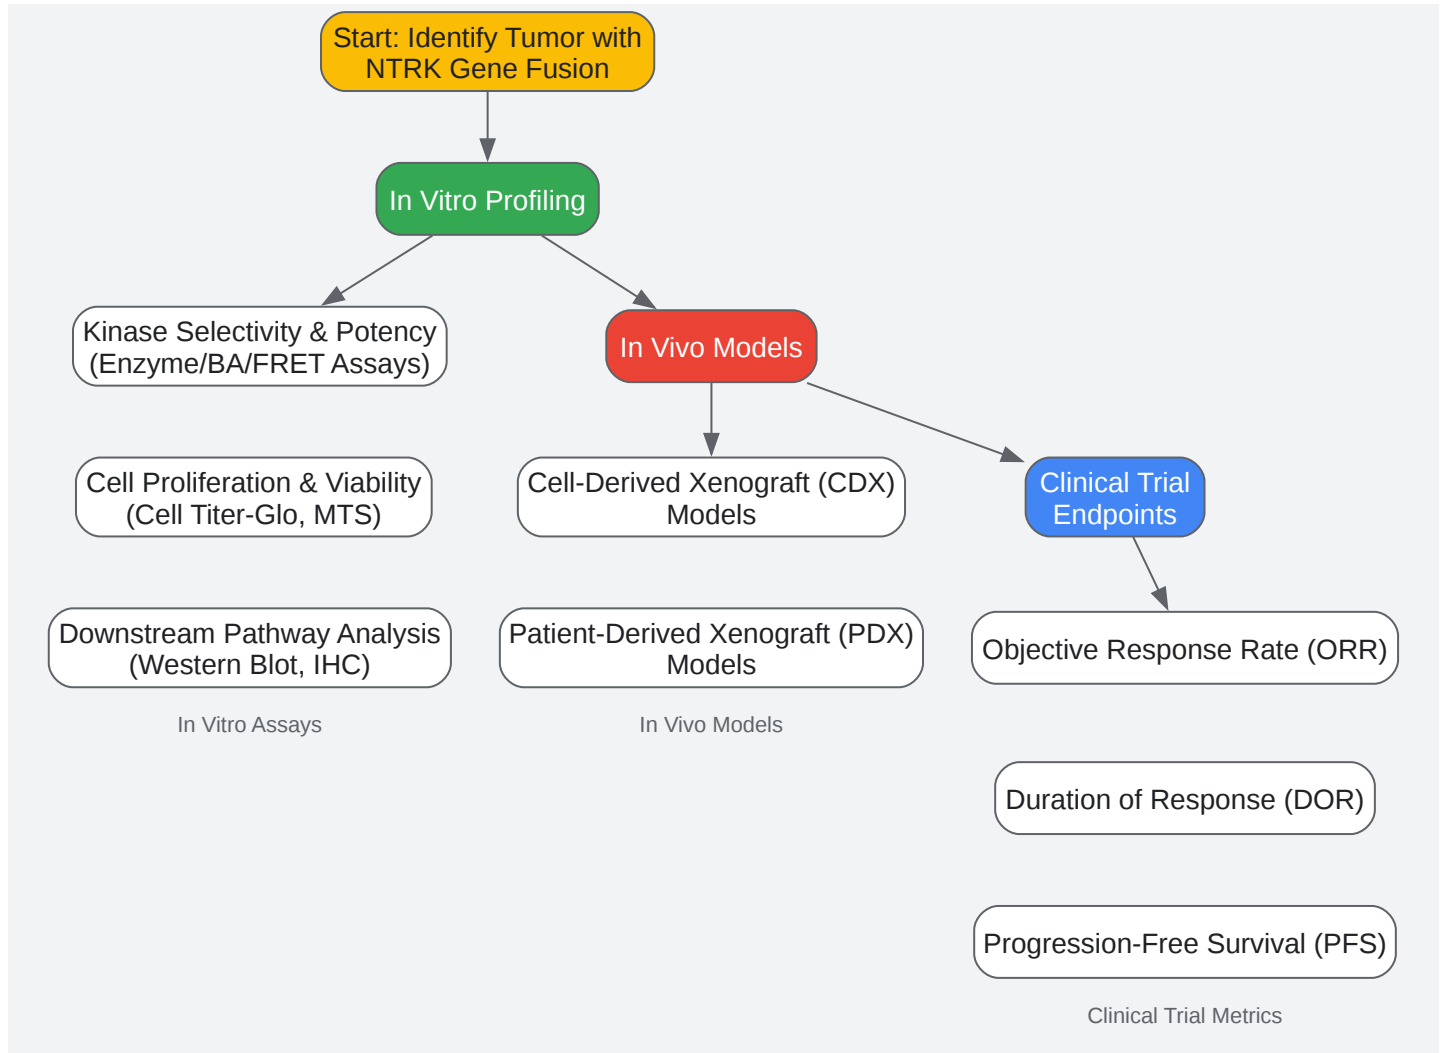 Start: Identify Tumor with
NTRK Gene Fusion
In Vitro Profiling
Kinase Selectivity & Potency
(Enzyme/BA/FRET Assays)
In Vivo Models
Cell Proliferation & Viability
(Cell Titer-Glo, MTS)
Cell-Derived Xenograft (CDX)
Models
Clinical Trial
Endpoints
Downstream Pathway Analysis
(Western Blot, IHC)
Patient-Derived Xenograft (PDX)
Models
Objective Response Rate (ORR)
In Vitro Assays
In Vivo Models
Duration of Response (DOR)
Progression-Free Survival (PFS)
Clinical Trial Metrics